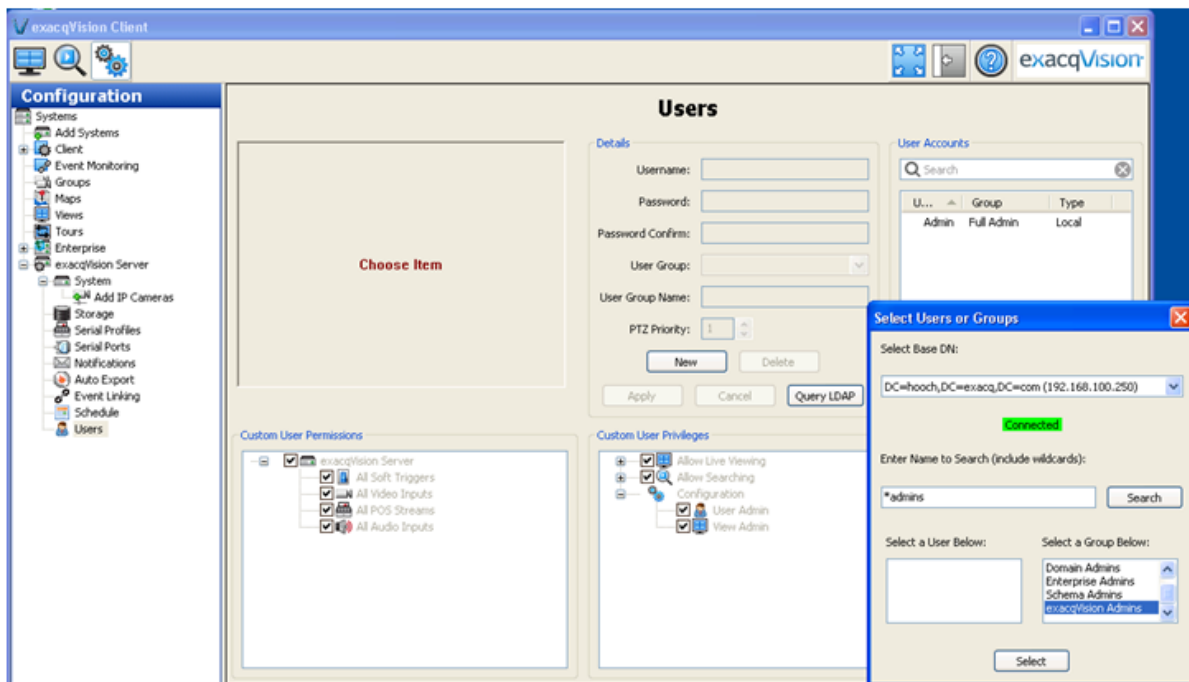 exacqVision Client
exacqVision
Configuration
Systems
Add Systems
Client
Event Monitoring
Groups
Maps
Views
Tours
Enterprise
exacqVision Server
System
Add IP Cameras
Storage
Serial Profiles
Serial Ports
Notifications
Auto Export
Event Linking
Schedule
Users
Users
Choose Item
Details
Username:
Password:
Password Confirm:
User Group:
User Group Name:
PTZ Priority: 1
New Delete
Apply Cancel Query LDAP
User Accounts
Search
U... Group Type
Admin Full Admin Local
Custom User Permissions
exacqVision Server
All Soft Triggers
All Video Inputs
All POS Streams
All Audio Inputs
Custom User Privileges
Allow Live Viewing
Allow Searching
Configuration
User Admin
View Admin
Select Users or Groups
Select Base DN:
DC=hooch,DC=exacq,DC=com (192.168.100.250)
Connected
Enter Name to Search (include wildcards):
*admins Search
Select a User Below: Select a Group Below:
Domain Admins
Enterprise Admins
Schema Admins
exacqVision Admins
Select